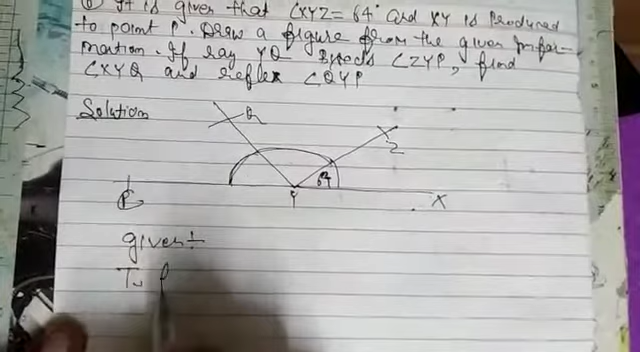 It is given that ∠XYZ = 64° and XY is produced
to point P. Draw a figure from the given infor-
mation. If ray YQ Bisects ∠ZYP, find
∠XYQ and reflex ∠QYP
Solution
Q
Z
64
P
Y
X
given:-
To